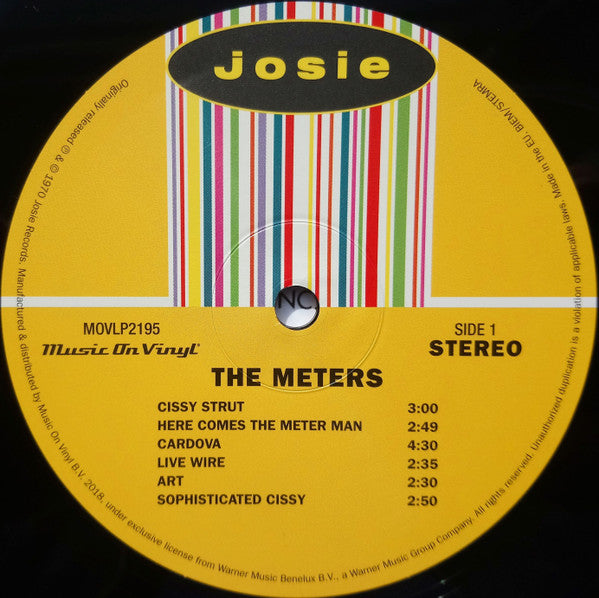 Josie
NC.
MOVLP2195
SIDE 1
Music On Vinyl®
STEREO
THE METERS
CISSY STRUT 3:00
HERE COMES THE METER MAN 2:49
CARDOVA 4:30
LIVE WIRE 2:35
ART 2:30
SOPHISTICATED CISSY 2:50
Originally released ℗ & © 1970 Josie Records. Manufactured & distributed by Music On Vinyl B.V. 2018, under exclusive license from Warner Music Benelux B.V., a Warner Music Group Company. All rights reserved. Unauthorized duplication is a violation of applicable laws. Made in the EU. BIEM/STEMRA